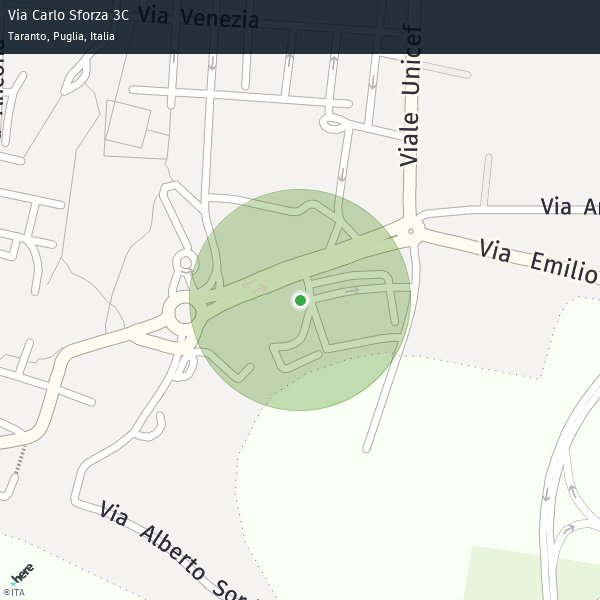 Via Carlo Sforza 3C
Taranto, Puglia, Italia
Via Venezia
Viale Unicef
Via Emilio
Via Alberto
here
©ITA